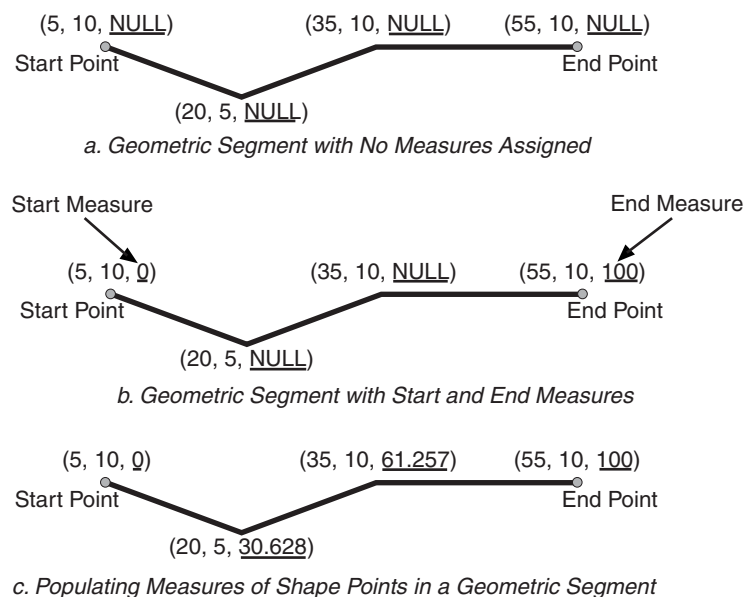 (5, 10, NULL) (35, 10, NULL) (55, 10, NULL)
Start Point End Point
(20, 5, NULL)
a. Geometric Segment with No Measures Assigned
Start Measure End Measure
(5, 10, 0) (35, 10, NULL) (55, 10, 100)
Start Point End Point
(20, 5, NULL)
b. Geometric Segment with Start and End Measures
(5, 10, 0) (35, 10, 61.257) (55, 10, 100)
Start Point End Point
(20, 5, 30.628)
c. Populating Measures of Shape Points in a Geometric Segment